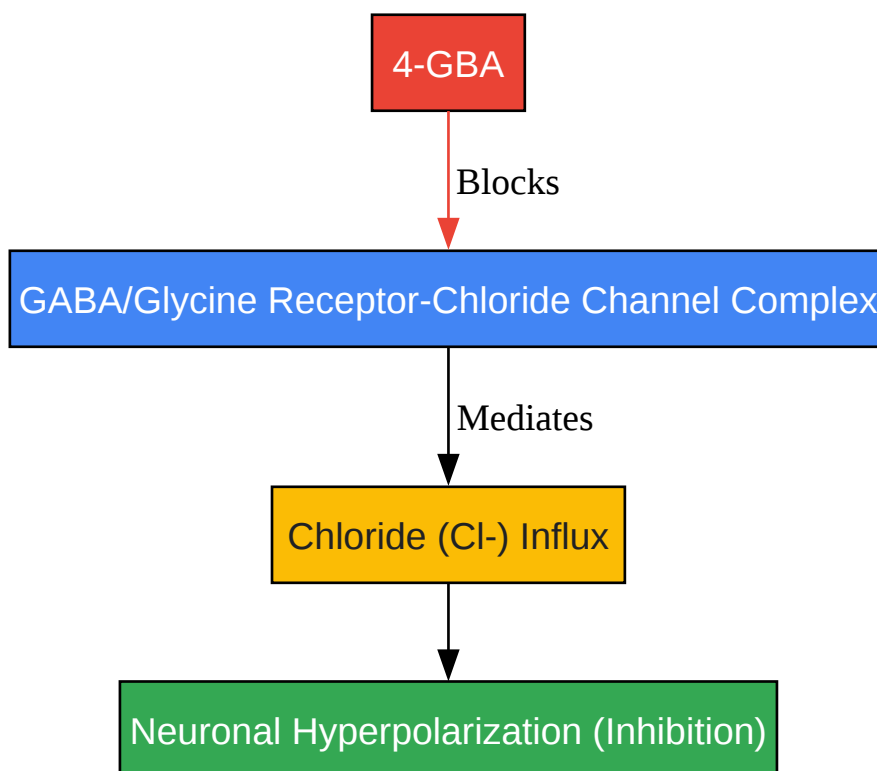 4-GBA
Blocks
GABA/Glycine Receptor-Chloride Channel Complex
Mediates
Chloride (Cl-) Influx
Neuronal Hyperpolarization (Inhibition)